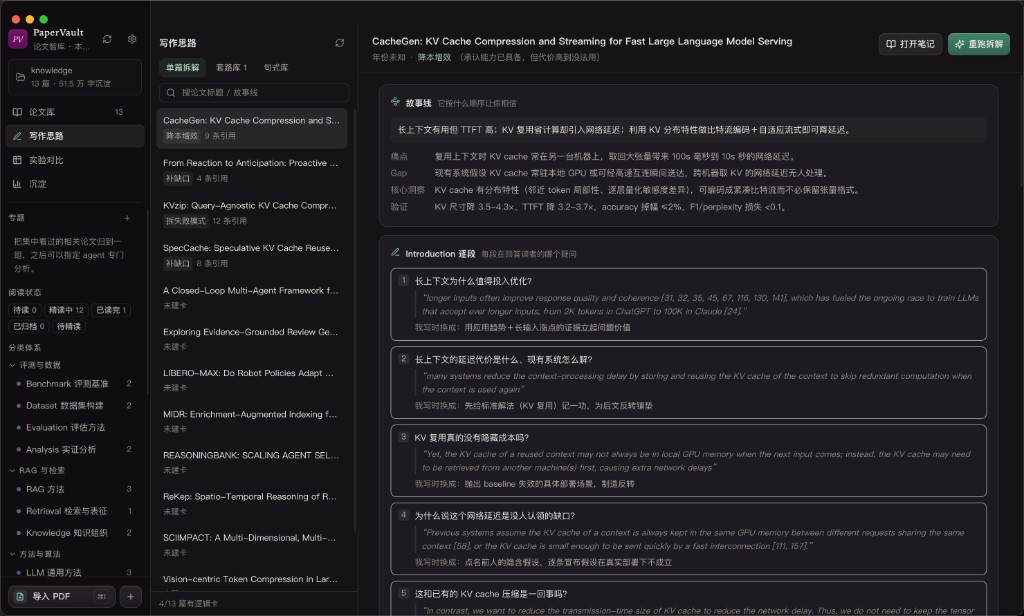 PV
PaperVault
论文智库 · 本...
knowledge
13 篇 · 51.5 万字沉淀
论文库 13
写作思路
实验对比
沉淀
专题 +
把集中看过的相关论文归到一
组，之后可以指定 agent 专门
分析。
阅读状态
待读 0 精读中 12 已读完 1
已归档 0 待精读
分类体系
评测与数据
Benchmark 评测基准 2
Dataset 数据集构建 2
Evaluation 评估方法
Analysis 实证分析 2
RAG 与检索
RAG 方法 3
Retrieval 检索与表征 1
Knowledge 知识组织 2
方法与算法
LLM 通用方法 3
导入 PDF ⌘I +
写作思路
单篇拆解 套路库 1 句式库
搜论文标题 / 故事线
CacheGen: KV Cache Compression and S...
降本增效 9 条引用
From Reaction to Anticipation: Proactive ...
补缺口 4 条引用
KVzip: Query-Agnostic KV Cache Compr...
拆失败模式 12 条引用
SpecCache: Speculative KV Cache Reuse...
补缺口 8 条引用
A Closed-Loop Multi-Agent Framework f...
未建卡
Exploring Evidence-Grounded Review Ge...
未建卡
LIBERO-MAX: Do Robot Policies Adapt ...
未建卡
MIDR: Enrichment-Augmented Indexing f...
未建卡
REASONINGBANK: SCALING AGENT SEL...
未建卡
ReKep: Spatio-Temporal Reasoning of R...
未建卡
SCIIMPACT: A Multi-Dimensional, Multi-...
未建卡
Vision-centric Token Compression in Lar...
4/13 篇有逻辑卡
CacheGen: KV Cache Compression and Streaming for Fast Large Language Model Serving
年份未知 · 降本增效 （承认能力已具备，但代价高到没法用）
打开笔记
重跑拆解
故事线 它按什么顺序让你相信
长上下文有用但 TTFT 高；KV 复用省计算却引入网络延迟；利用 KV 分布特性做比特流编码＋自适应流式即可降延迟。
痛点 复用上下文时 KV cache 常在另一台机器上，取回大张量带来 100s 毫秒到 10s 秒的网络延迟。
Gap 现有系统假设 KV cache 常驻本地 GPU 或可经高速互连瞬间送达，跨机器取 KV 的网络延迟无人处理。
核心洞察 KV cache 有分布特性（邻近 token 局部性、逐层量化敏感度差异），可编码成紧凑比特流而不必保留张量格式。
验证 KV 尺寸降 3.5-4.3×、TTFT 降 3.2-3.7×，accuracy 掉幅 ≤2%，F1/perplexity 损失 <0.1。
Introduction 逐段 每段在回答读者的哪个疑问
1 长上下文为什么值得投入优化？
"longer inputs often improve response quality and coherence [31, 32, 35, 45, 67, 116, 130, 141], which has fueled the ongoing race to train LLMs
that accept ever longer inputs, from 2K tokens in ChatGPT to 100K in Claude [24]."
我写时换成：用应用趋势＋长输入涨点的证据立起问题价值
2 长上下文的延迟代价是什么、现有系统怎么解？
"many systems reduce the context-processing delay by storing and reusing the KV cache of the context to skip redundant computation when
the context is used again"
我写时换成：先给标准解法（KV 复用）记一功，为后文反转铺垫
3 KV 复用真的没有隐藏成本吗？
"Yet, the KV cache of a reused context may not always be in local GPU memory when the next input comes; instead, the KV cache may need
to be retrieved from another machine(s) first, causing extra network delays"
我写时换成：抛出 baseline 失效的具体部署场景，制造反转
4 为什么说这个网络延迟是没人认领的缺口？
"Previous systems assume the KV cache of a context is always kept in the same GPU memory between different requests sharing the same
context [56], or the KV cache is small enough to be sent quickly by a fast interconnection [111, 157]."
我写时换成：点名前人的隐含假设，逐条宣布假设在真实部署下不成立
5 这和已有的 KV cache 压缩是一回事吗？
"In contrast, we want to reduce the transmission-time size of KV cache to reduce the network delay. Thus, we do not need to keep the tensor